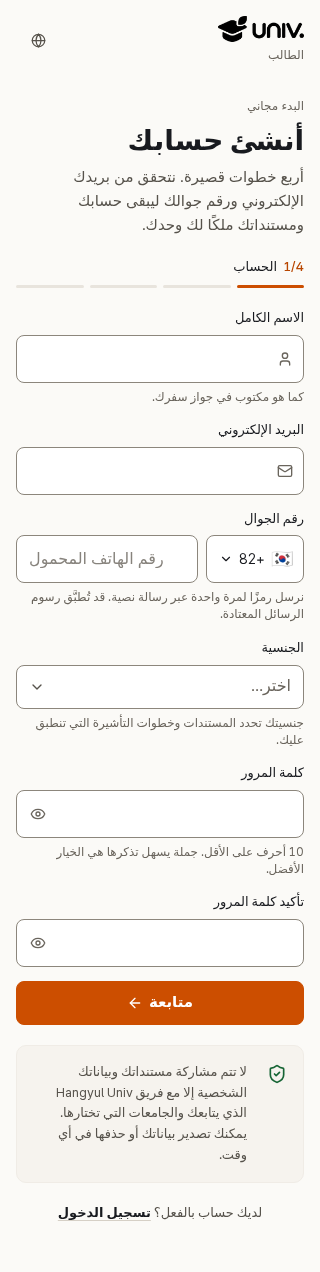 univ.
الطالب
البدء مجاني
أنشئ حسابك
أربع خطوات قصيرة. نتحقق من بريدك
الإلكتروني ورقم جوالك ليبقى حسابك
ومستنداتك ملكًا لك وحدك.
1/4 الحساب
الاسم الكامل
كما هو مكتوب في جواز سفرك.
البريد الإلكتروني
رقم الجوال
+82 رقم الهاتف المحمول
نرسل رمزًا لمرة واحدة عبر رسالة نصية. قد تُطبَّق رسوم
الرسائل المعتادة.
الجنسية
اختر...
جنسيتك تحدد المستندات وخطوات التأشيرة التي تنطبق
عليك.
كلمة المرور
10 أحرف على الأقل. جملة يسهل تذكرها هي الخيار
الأفضل.
تأكيد كلمة المرور
متابعة
لا تتم مشاركة مستنداتك وبياناتك
الشخصية إلا مع فريق Hangyul Univ
الذي يتابعك والجامعات التي تختارها.
يمكنك تصدير بياناتك أو حذفها في أي
وقت.
لديك حساب بالفعل؟ تسجيل الدخول